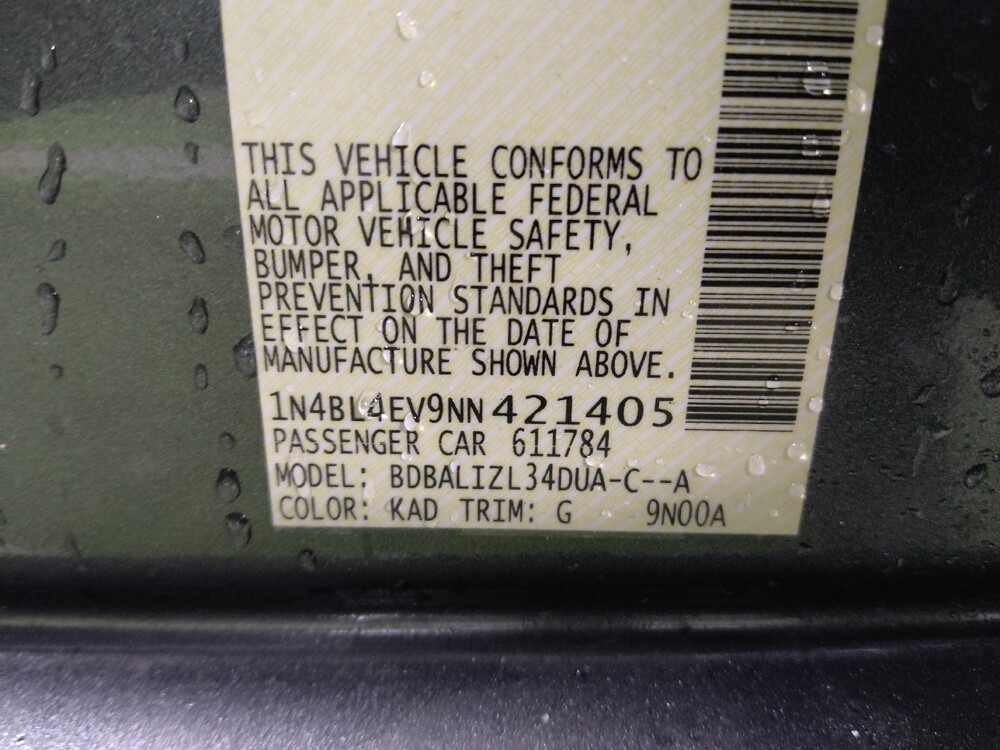 THIS VEHICLE CONFORMS TO
ALL APPLICABLE FEDERAL
MOTOR VEHICLE SAFETY,
BUMPER, AND THEFT
PREVENTION STANDARDS IN
EFFECT ON THE DATE OF
MANUFACTURE SHOWN ABOVE.
1N4BL4EV9NN421405
PASSENGER CAR 611784
MODEL: BDBALIZL34DUA-C--A
COLOR: KAD TRIM: G 9N00A